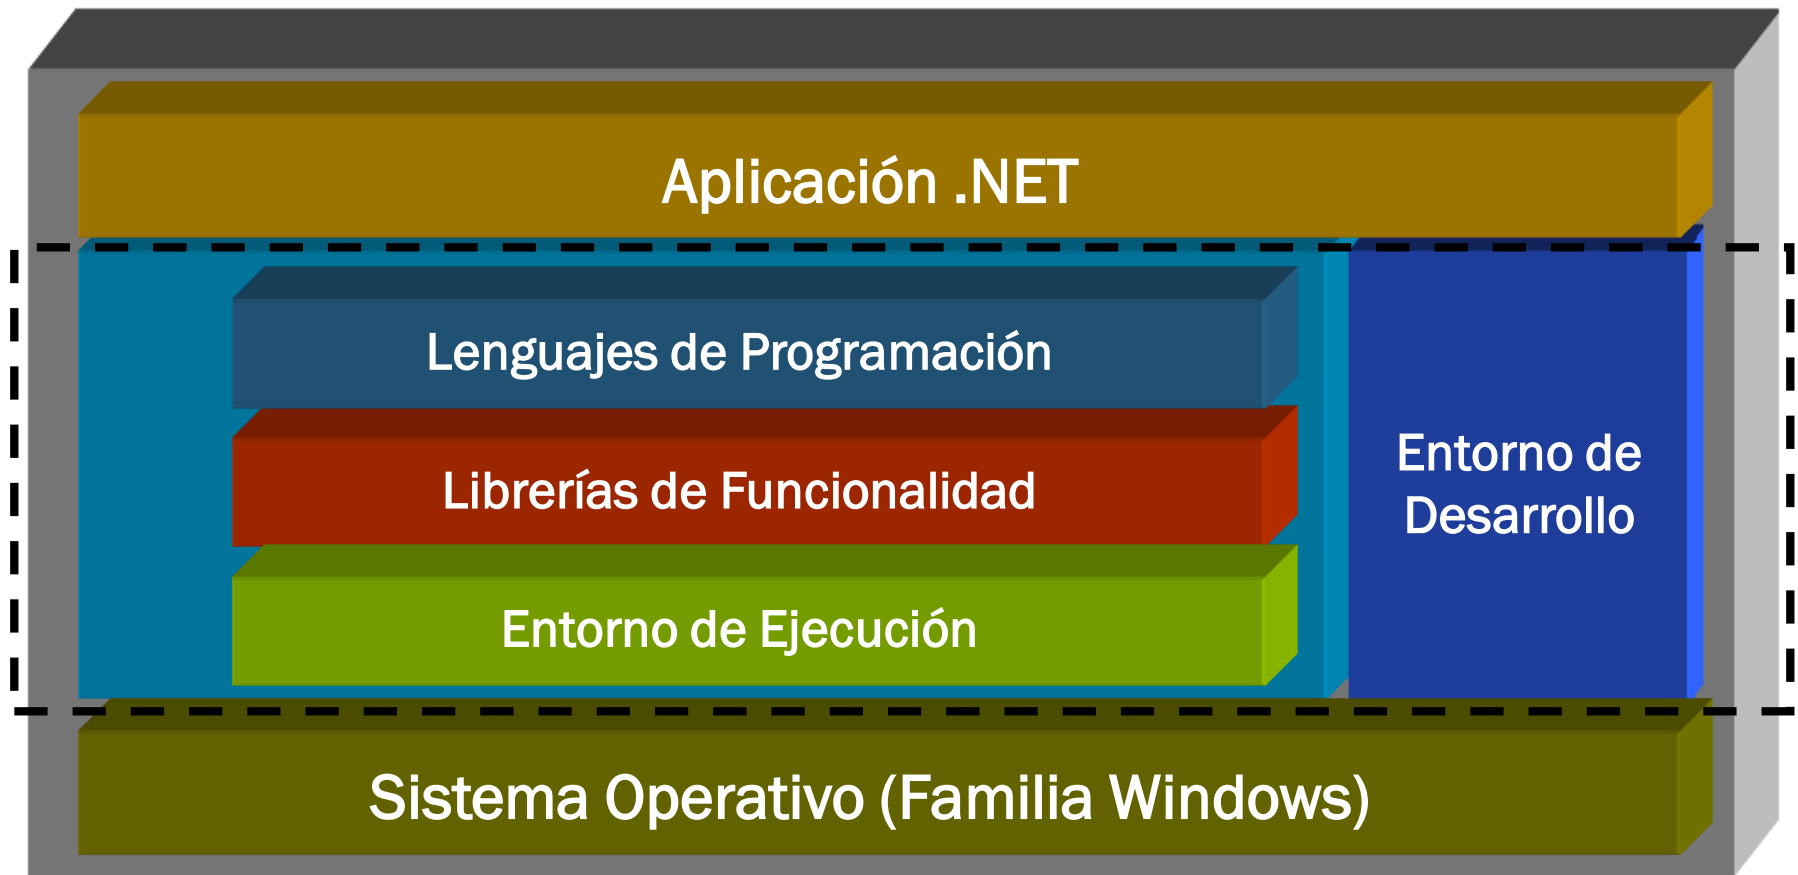 Aplicación .NET
Lenguajes de Programación
Librerías de Funcionalidad
Entorno de Ejecución
Entorno de
Desarrollo
Sistema Operativo (Familia Windows)